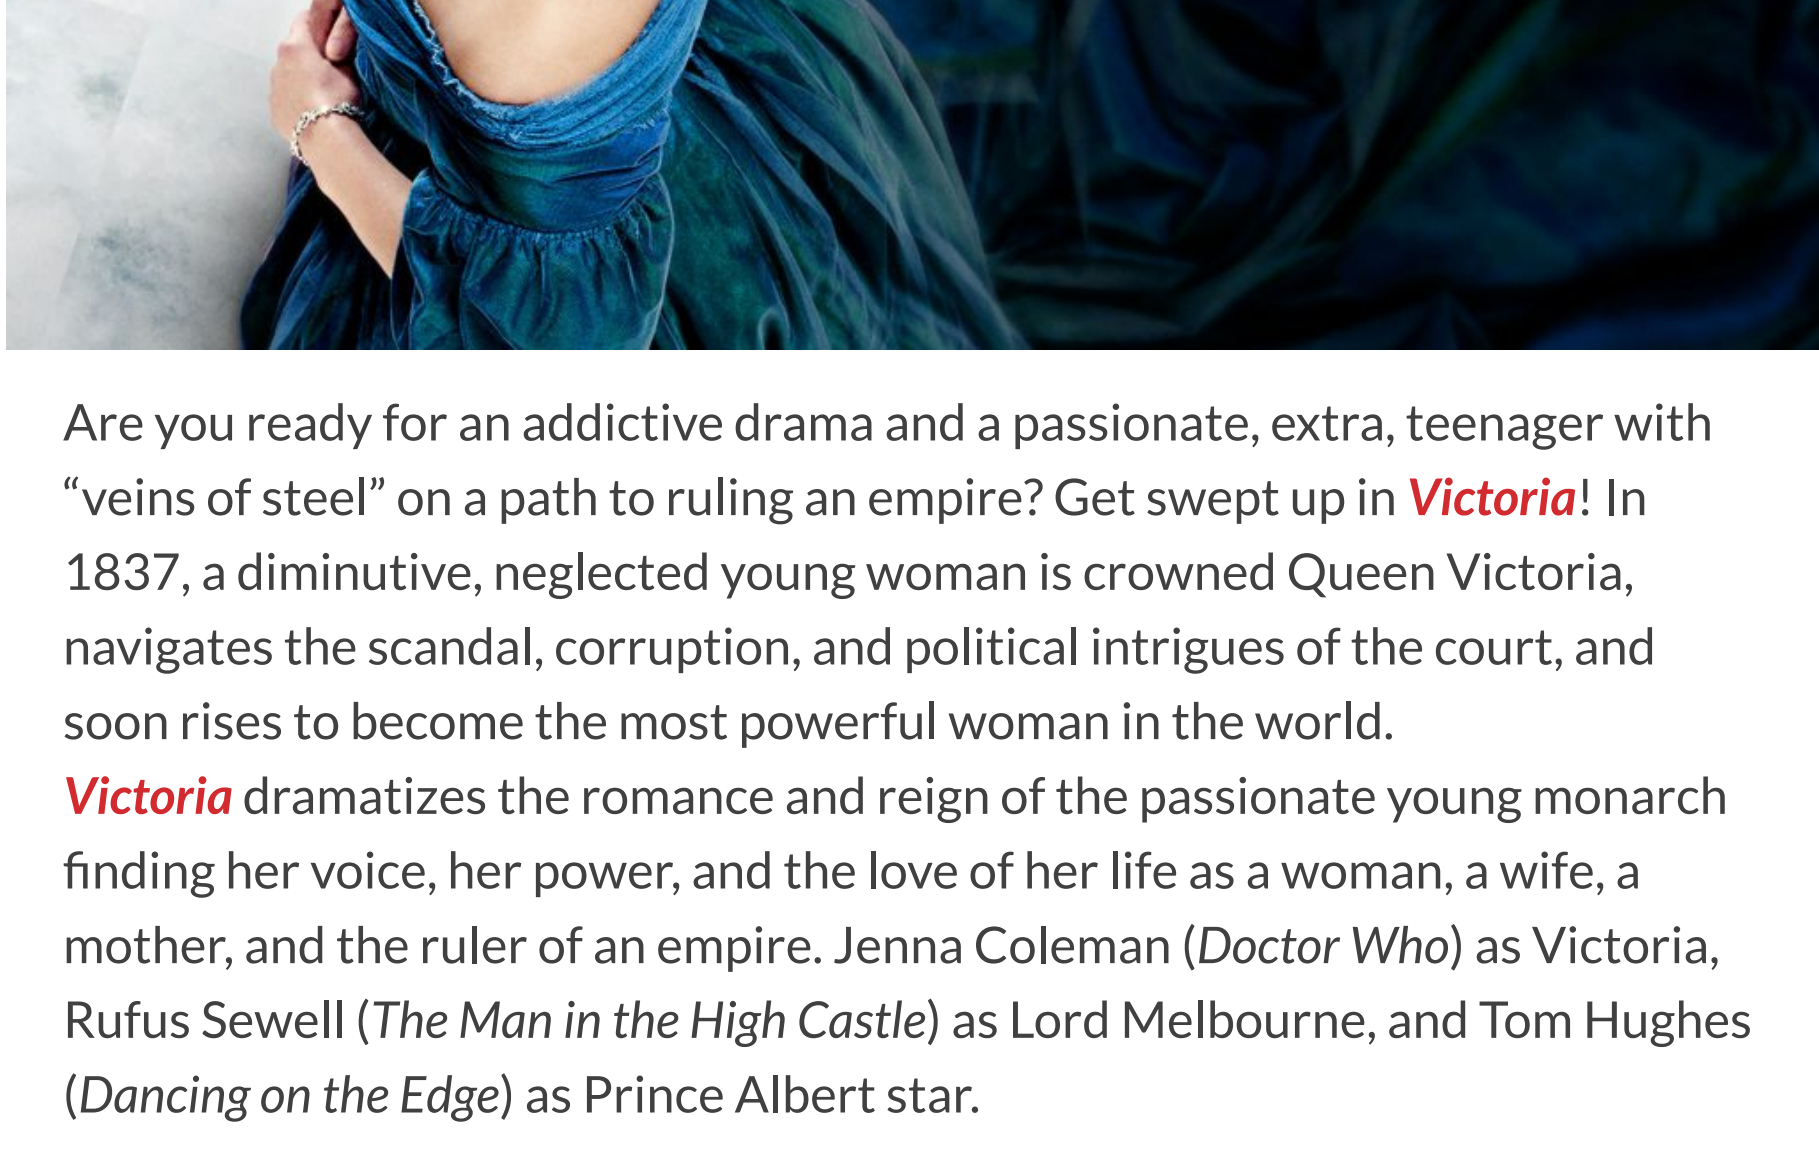 Are you ready for an addictive drama and a passionate, extra, teenager with
“veins of steel” on a path to ruling an empire? Get swept up in Victoria! In
1837, a diminutive, neglected young woman is crowned Queen Victoria,
navigates the scandal, corruption, and political intrigues of the court, and
soon rises to become the most powerful woman in the world.
Victoria dramatizes the romance and reign of the passionate young monarch
finding her voice, her power, and the love of her life as a woman, a wife, a
mother, and the ruler of an empire. Jenna Coleman (Doctor Who) as Victoria,
Rufus Sewell (The Man in the High Castle) as Lord Melbourne, and Tom Hughes
(Dancing on the Edge) as Prince Albert star.